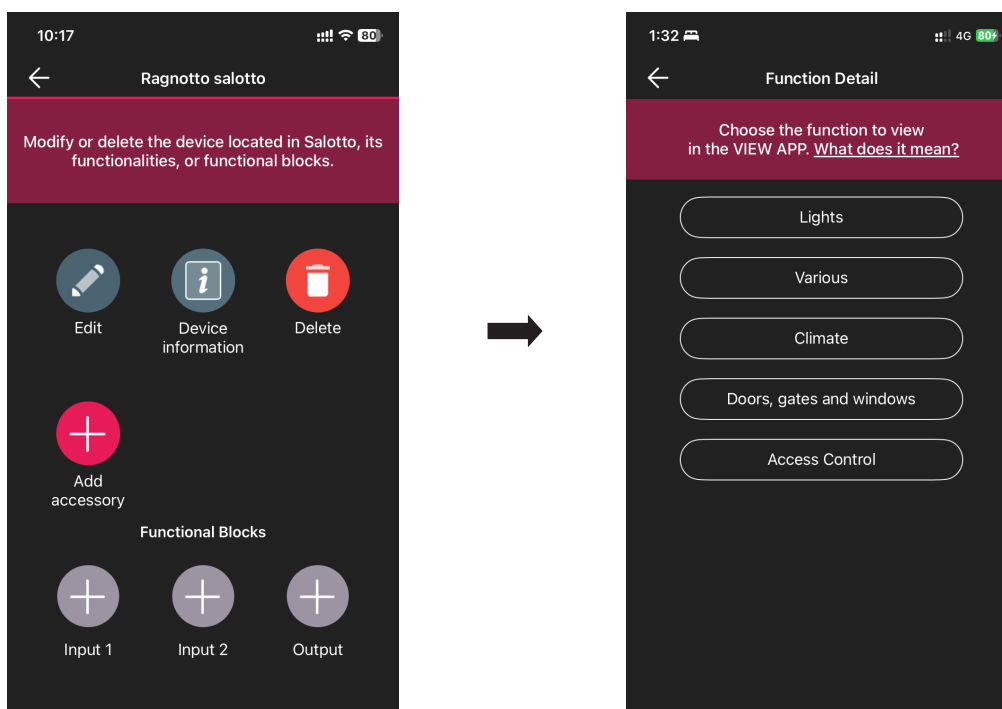 10:17
80
Ragnotto salotto
Modify or delete the device located in Salotto, its
functionalities, or functional blocks.
Edit
Device
information
Delete
Add
accessory
Functional Blocks
Input 1
Input 2
Output
1:32
4G 80
Function Detail
Choose the function to view
in the VIEW APP. What does it mean?
Lights
Various
Climate
Doors, gates and windows
Access Control